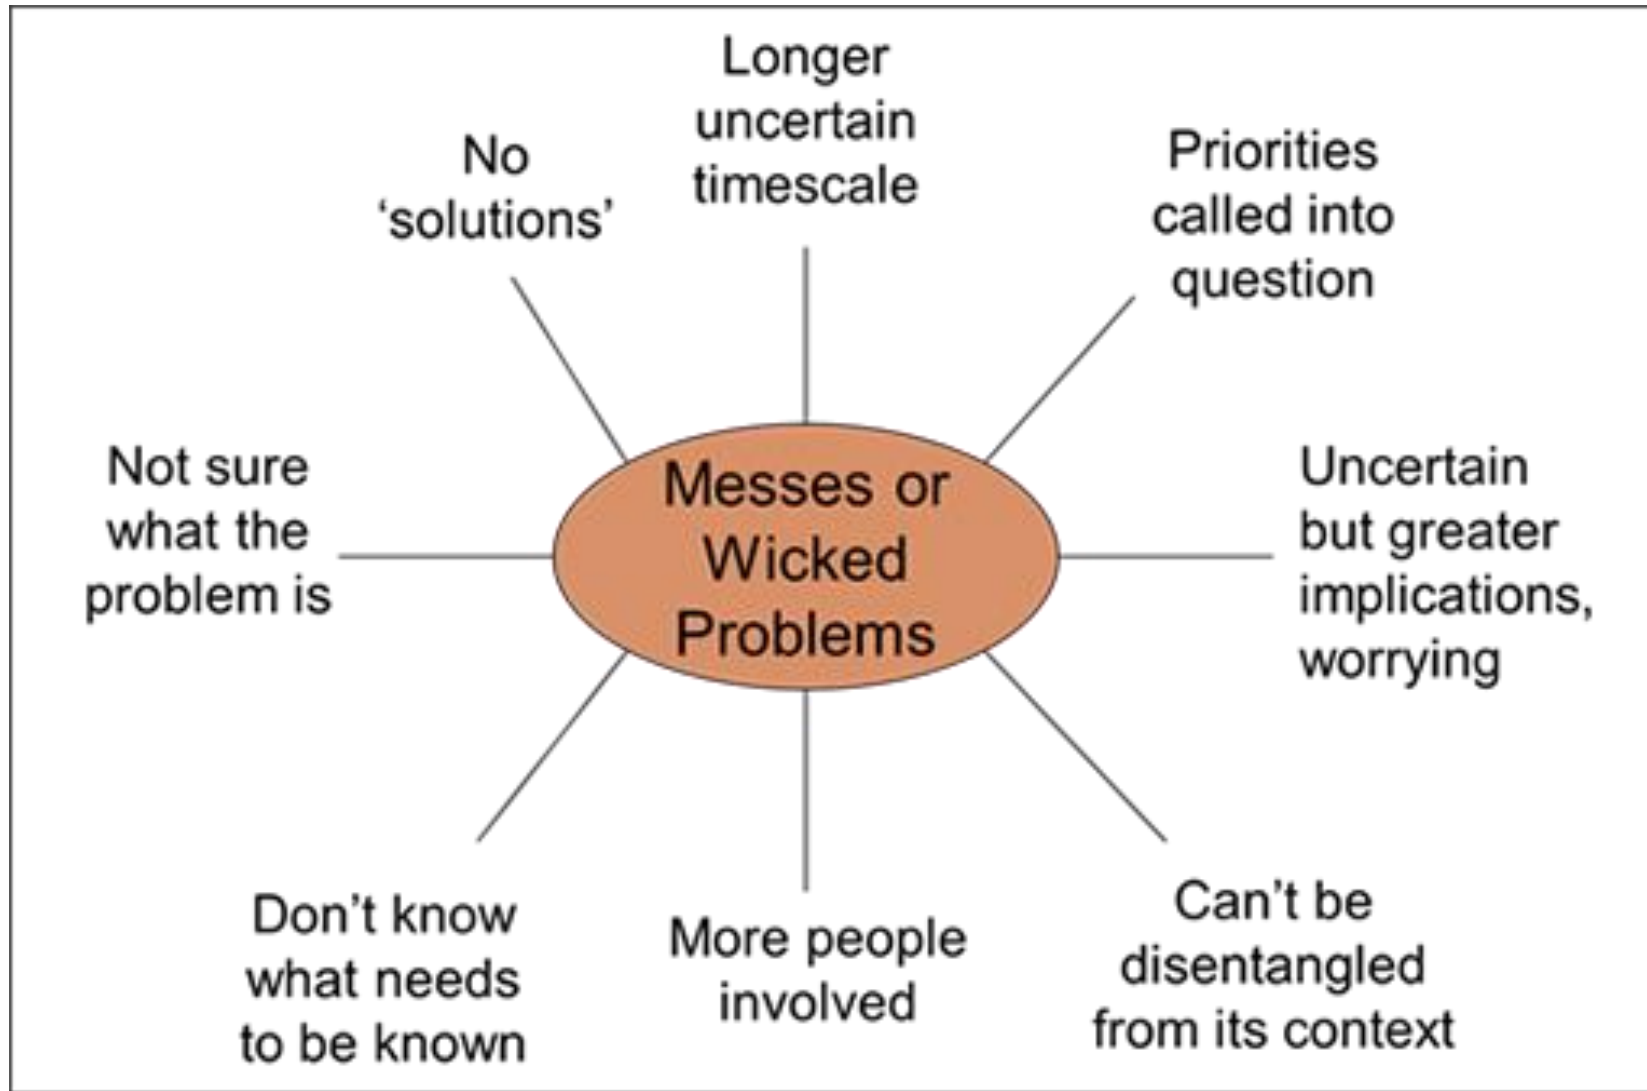 Longer
uncertain
timescale
Priorities
called into
question
Uncertain
but greater
implications,
worrying
Can’t be
disentangled
from its context
More people
involved
Don’t know
what needs
to be known
Not sure
what the
problem is
No
‘solutions’
Messes or
Wicked
Problems